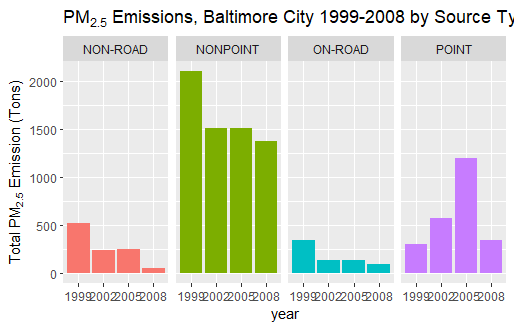 PM2.5 Emissions, Baltimore City 1999-2008 by Source Ty
NON-ROAD NONPOINT ON-ROAD POINT
Total PM2.5 Emission (Tons)
2000
1500
1000
500
0
1999 2002 2005 2008 1999 2002 2005 2008 1999 2002 2005 2008 1999 2002 2005 2008
year